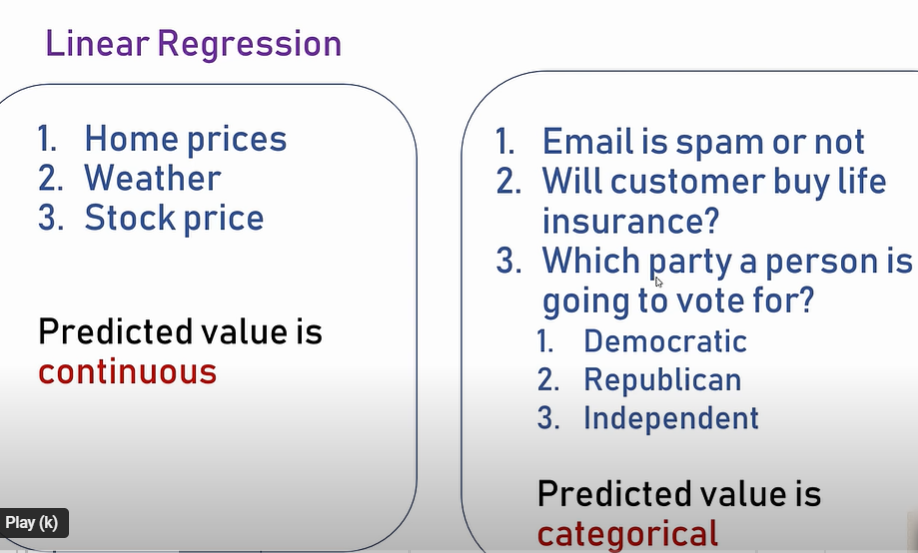 Linear Regression
1. Home prices
2. Weather
3. Stock price
Predicted value is
continuous
1. Email is spam or not
2. Will customer buy life
insurance?
3. Which party a person is
going to vote for?
1. Democratic
2. Republican
3. Independent
Predicted value is
categorical
Play (k)